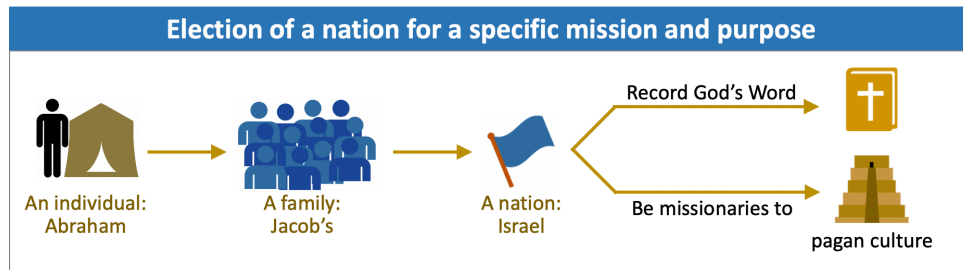 Election of a nation for a specific mission and purpose
An individual:
Abraham
A family:
Jacob's
A nation:
Israel
Record God's Word
Be missionaries to
pagan culture